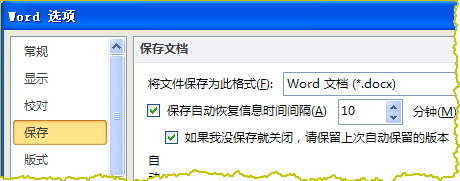 Word 选项
常规
显示
校对
保存
版式
保存文档
将文件保存为此格式(F): Word 文档 (*.docx)
保存自动恢复信息时间间隔(A) 10 分钟(M)
如果我没保存就关闭，请保留上次自动保留的版本
自